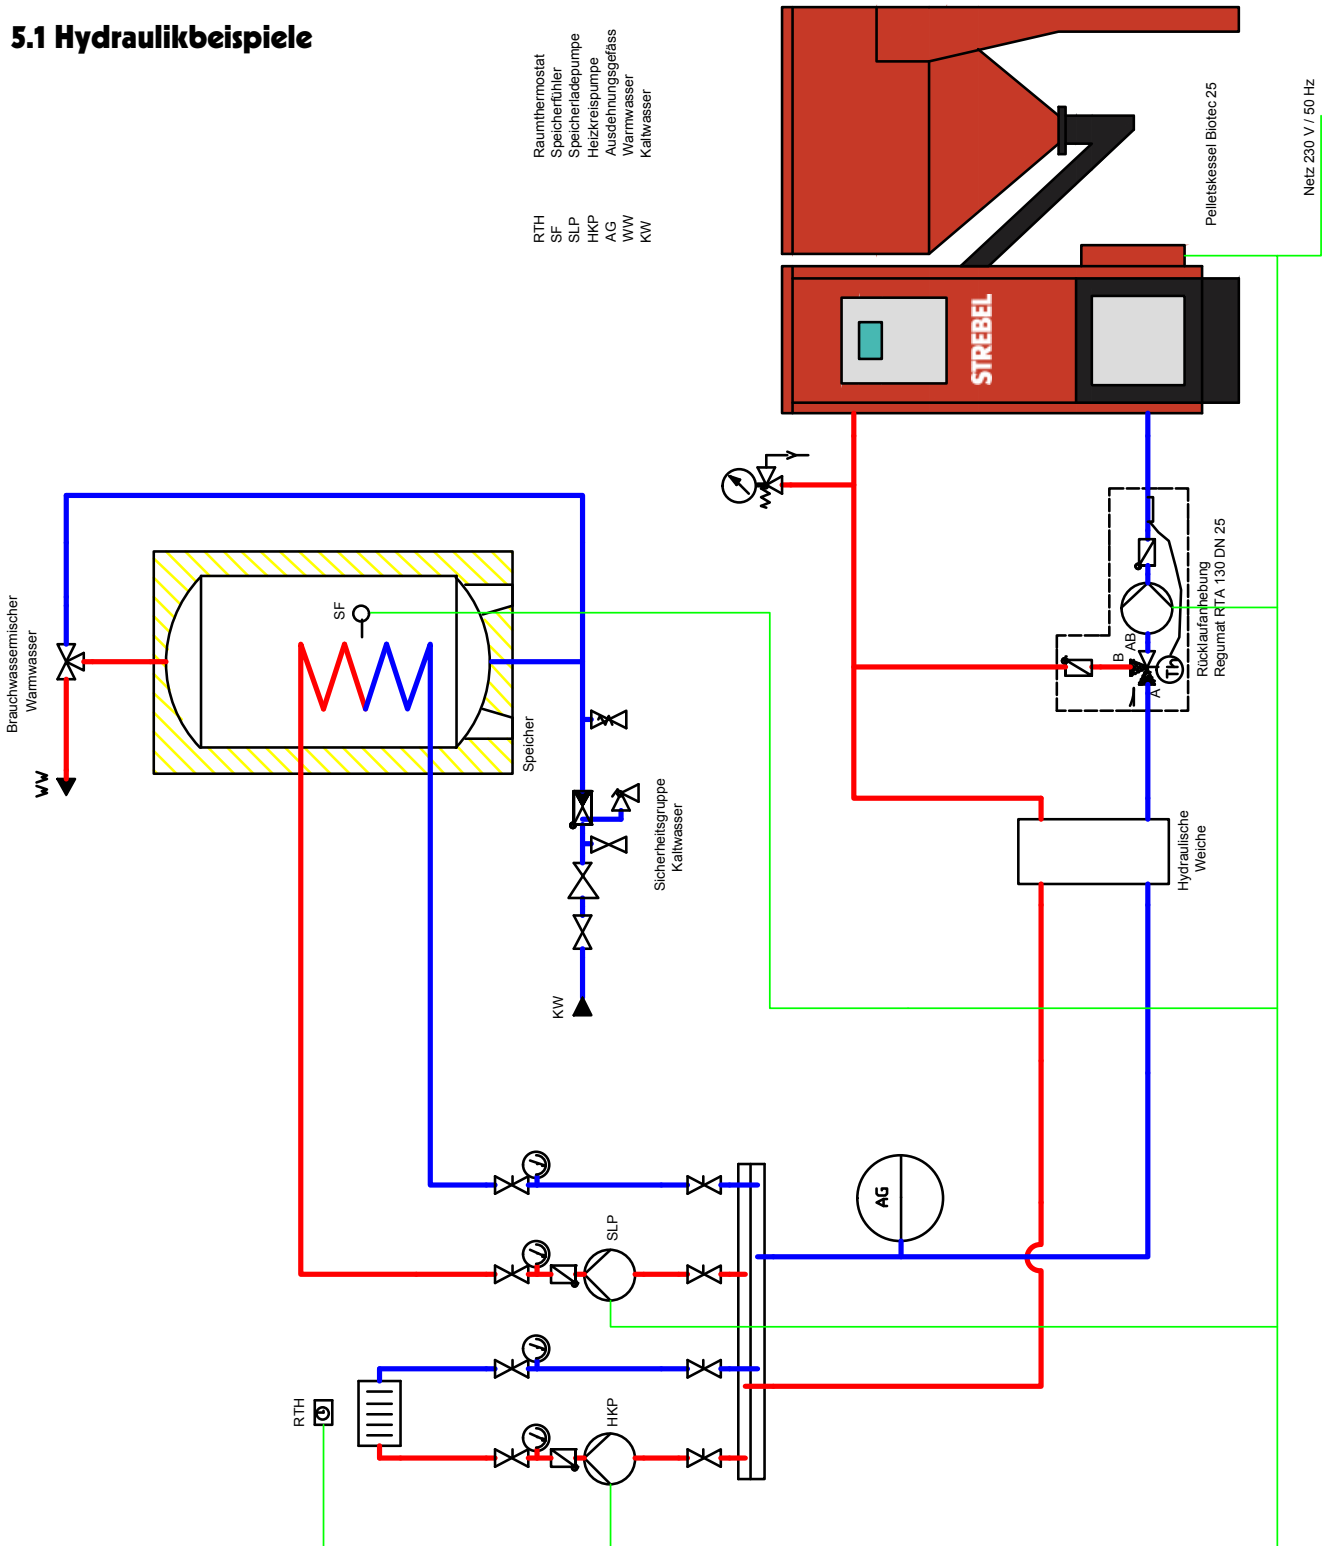 5.1 Hydraulikbeispiele
RTH Raumthermostat
SF Speicherfühler
SLP Speicherladepumpe
HKP Heizkreispumpe
AG Ausdehnungsgefäss
WW Warmwasser
KW Kaltwasser
Pelletskessel Biotec 25
Netz 230 V / 50 Hz
STREBEL
Brauchwassermischer
Warmwasser
WW
SF
Speicher
Sicherheitsgruppe
Kaltwasser
KW
B
AB
A
Th
Rücklaufanhebung
Regumat RTA 130 DN 25
Hydraulische
Weiche
AG
SLP
HKP
RTH